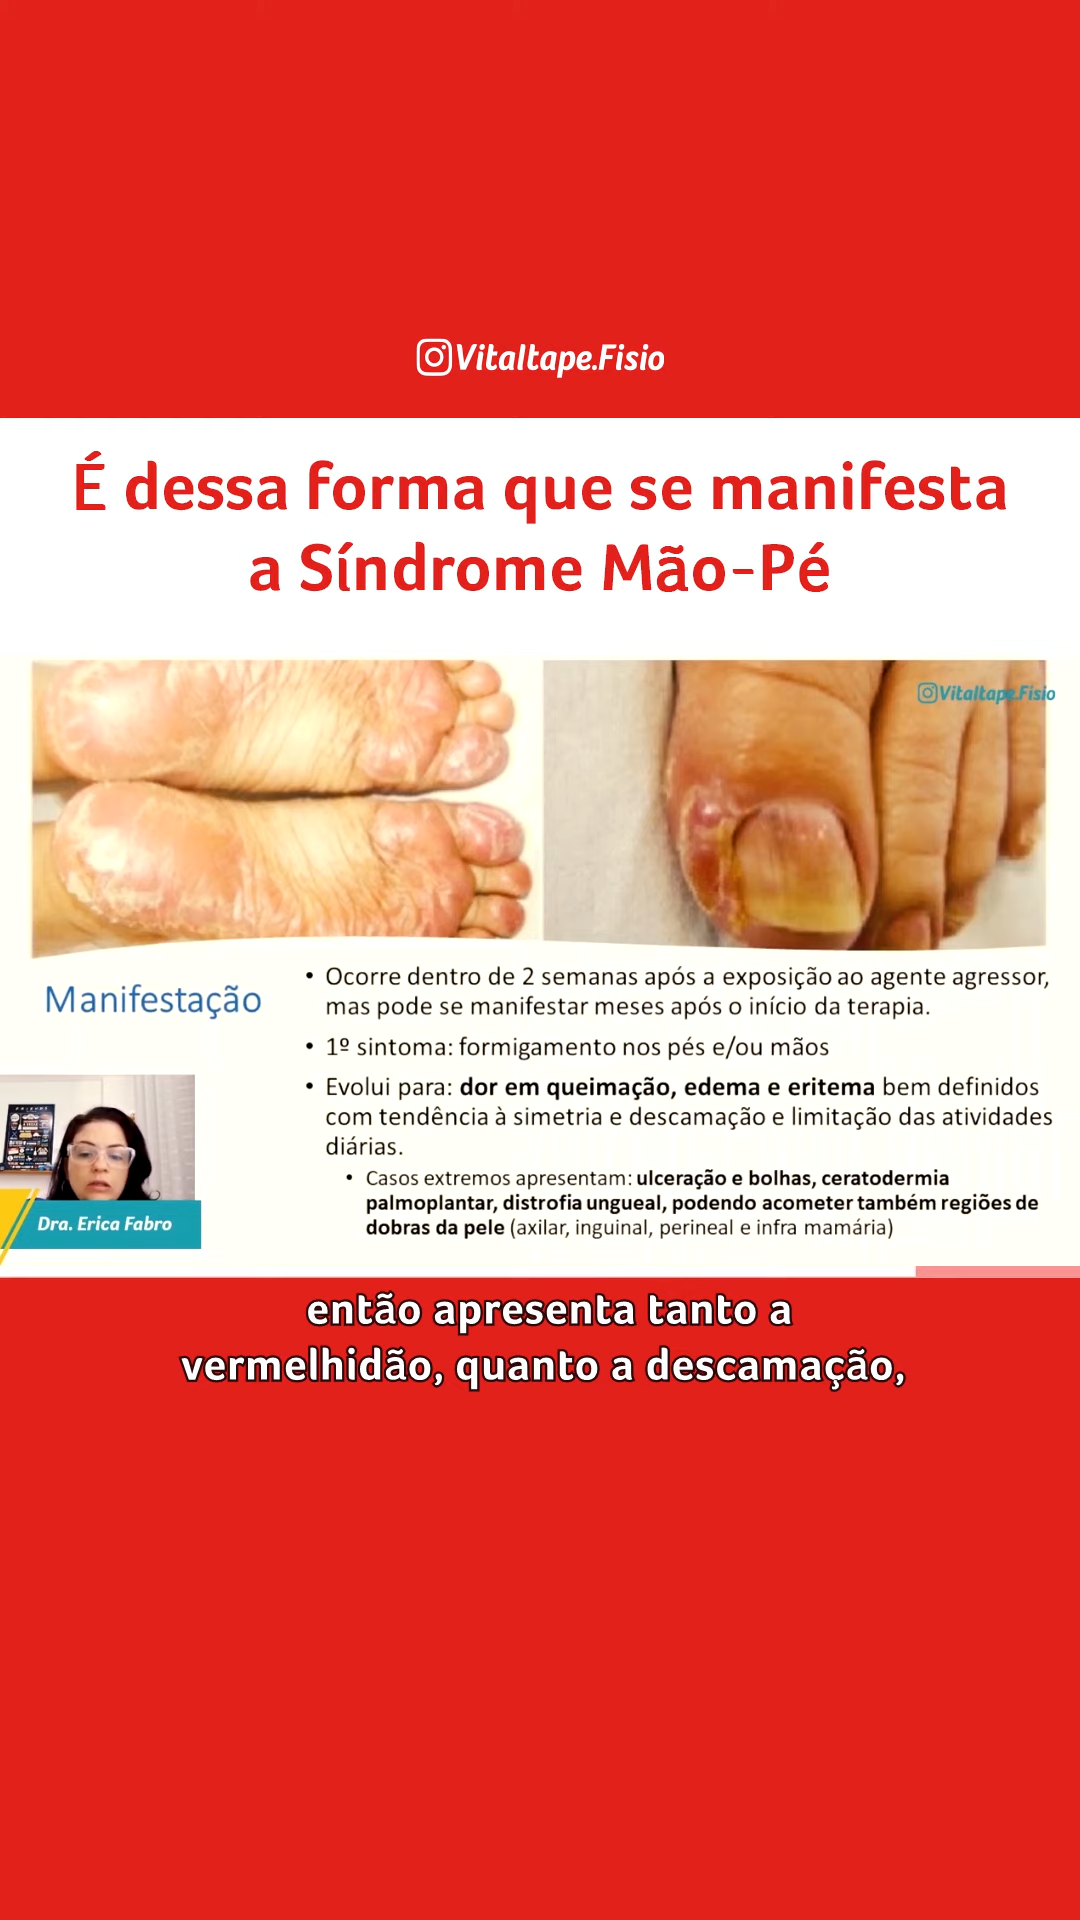 Vitaltape.Fisio
É dessa forma que se manifesta
a Síndrome Mão-Pé
Vitaltape.Fisio
Manifestação
• Ocorre dentro de 2 semanas após a exposição ao agente agressor,
mas pode se manifestar meses após o início da terapia.
• 1º sintoma: formigamento nos pés e/ou mãos
• Evolui para: dor em queimação, edema e eritema bem definidos
com tendência à simetria e descamação e limitação das atividades
diárias.
• Casos extremos apresentam: ulceração e bolhas, ceratodermia
palmoplantar, distrofia ungueal, podendo acometer também regiões de
dobras da pele (axilar, inguinal, perineal e infra mamária)
Dra. Erica Fabro
então apresenta tanto a
vermelhidão, quanto a descamação,